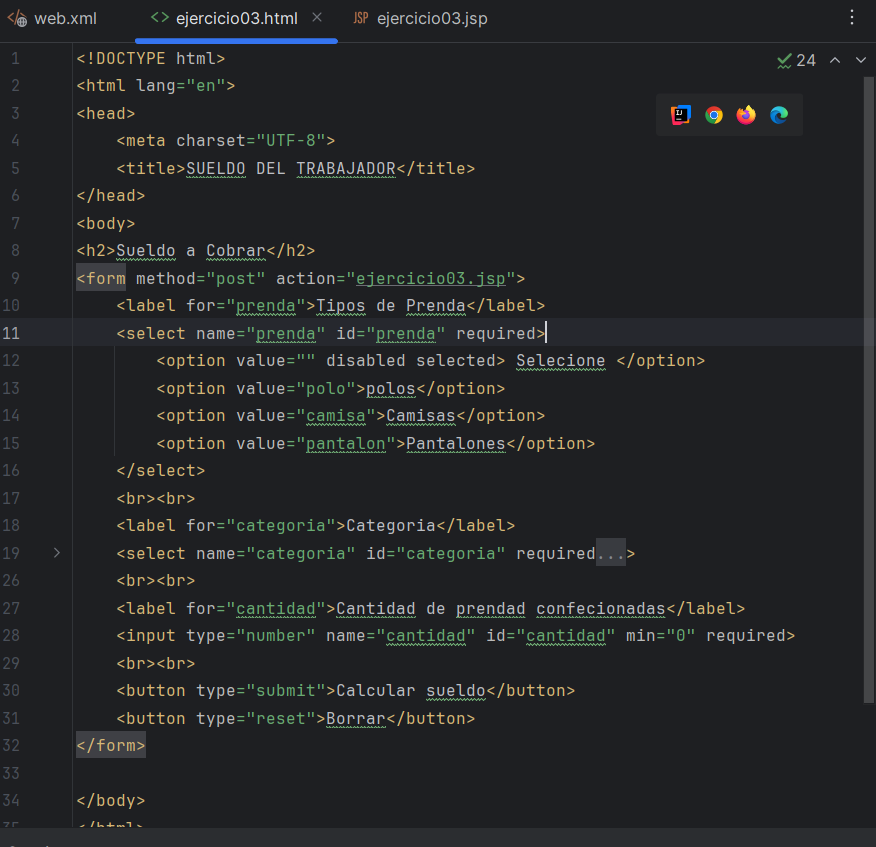 web.xml
ejercicio03.html
JSP ejercicio03.jsp
24
1 <!DOCTYPE html>
2 <html lang="en">
3 <head>
4 <meta charset="UTF-8">
5 <title>SUELDO DEL TRABAJADOR</title>
6 </head>
7 <body>
8 <h2>Sueldo a Cobrar</h2>
9 <form method="post" action="ejercicio03.jsp">
10 <label for="prenda">Tipos de Prenda</label>
11 <select name="prenda" id="prenda" required>
12 <option value="" disabled selected> Selecione </option>
13 <option value="polo">polos</option>
14 <option value="camisa">Camisas</option>
15 <option value="pantalon">Pantalones</option>
16 </select>
17 <br><br>
18 <label for="categoria">Categoria</label>
19 <select name="categoria" id="categoria" required...>
26 <br><br>
27 <label for="cantidad">Cantidad de prendad confecionadas</label>
28 <input type="number" name="cantidad" id="cantidad" min="0" required>
29 <br><br>
30 <button type="submit">Calcular sueldo</button>
31 <button type="reset">Borrar</button>
32 </form>
33
34 </body>
35 </html>